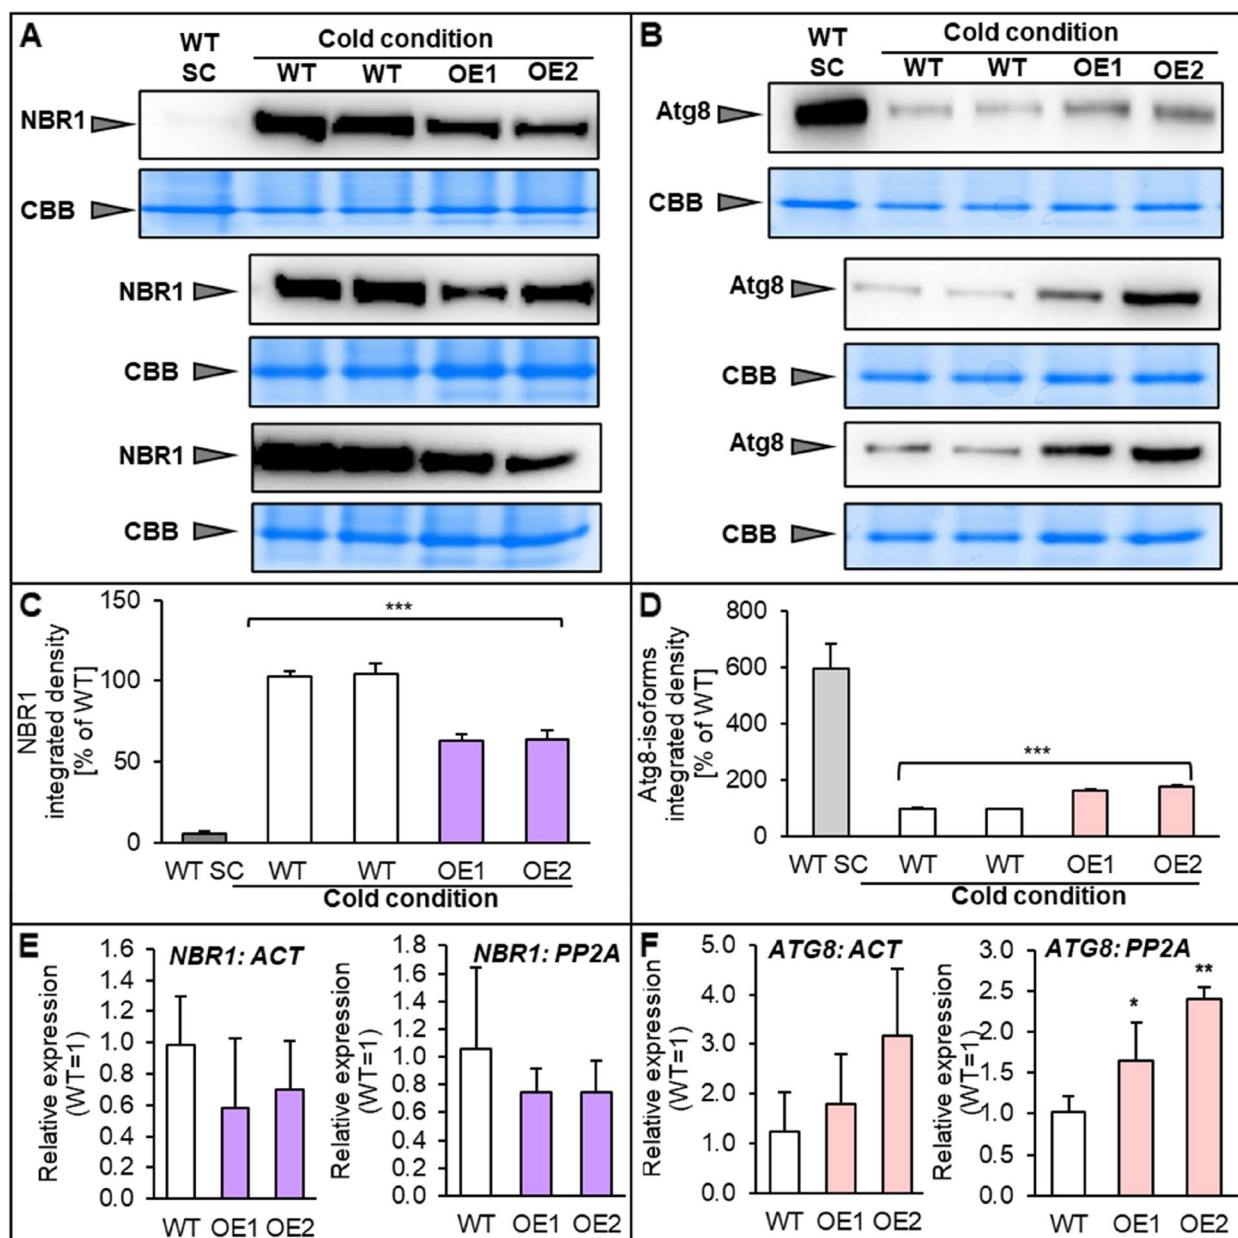 A
WT
SC
Cold condition
WT WT OE1 OE2
NBR1
CBB
NBR1
CBB
NBR1
CBB
B
WT
SC
Cold condition
WT WT OE1 OE2
Atg8
CBB
Atg8
CBB
Atg8
CBB
C
NBR1
integrated density
[% of WT]
150
100
50
0
***
WT SC WT WT OE1 OE2
Cold condition
D
Atg8-isoforms
integrated density
[% of WT]
800
600
400
200
0
***
WT SC WT WT OE1 OE2
Cold condition
E
NBR1: ACT
Relative expression
(WT=1)
1.6
1.4
1.2
1.0
0.8
0.6
0.4
0.2
0.0
WT OE1 OE2
NBR1: PP2A
Relative expression
(WT=1)
1.8
1.6
1.4
1.2
1.0
0.8
0.6
0.4
0.2
0.0
WT OE1 OE2
F
ATG8: ACT
Relative expression
(WT=1)
5.0
4.0
3.0
2.0
1.0
0.0
WT OE1 OE2
ATG8: PP2A
Relative expression
(WT=1)
3.0
2.5
2.0
1.5
1.0
0.5
0.0
* **
WT OE1 OE2